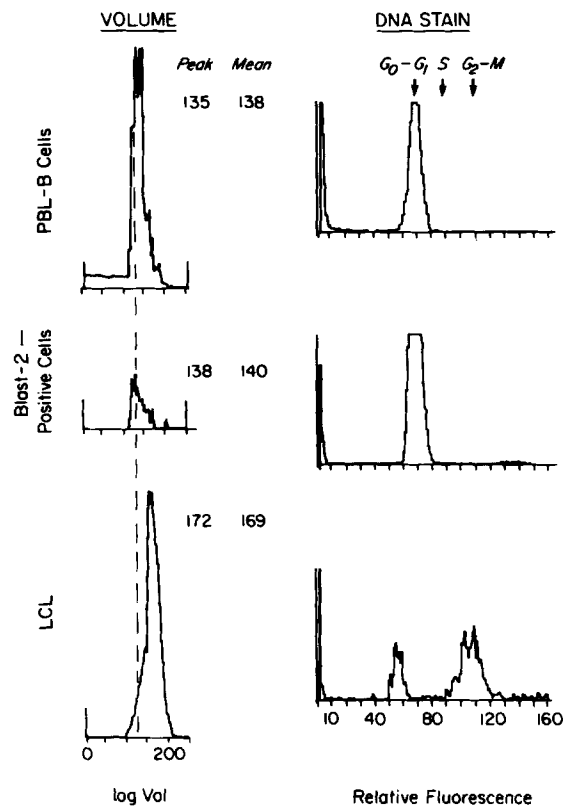 VOLUME
DNA STAIN
Peak Mean
G0-G1 S G2-M
135 138
PBL-B Cells
138 140
Blast-2 —
Positive Cells
172 169
LCL
0 200
10 40 80 120 160
log Vol
Relative Fluorescence